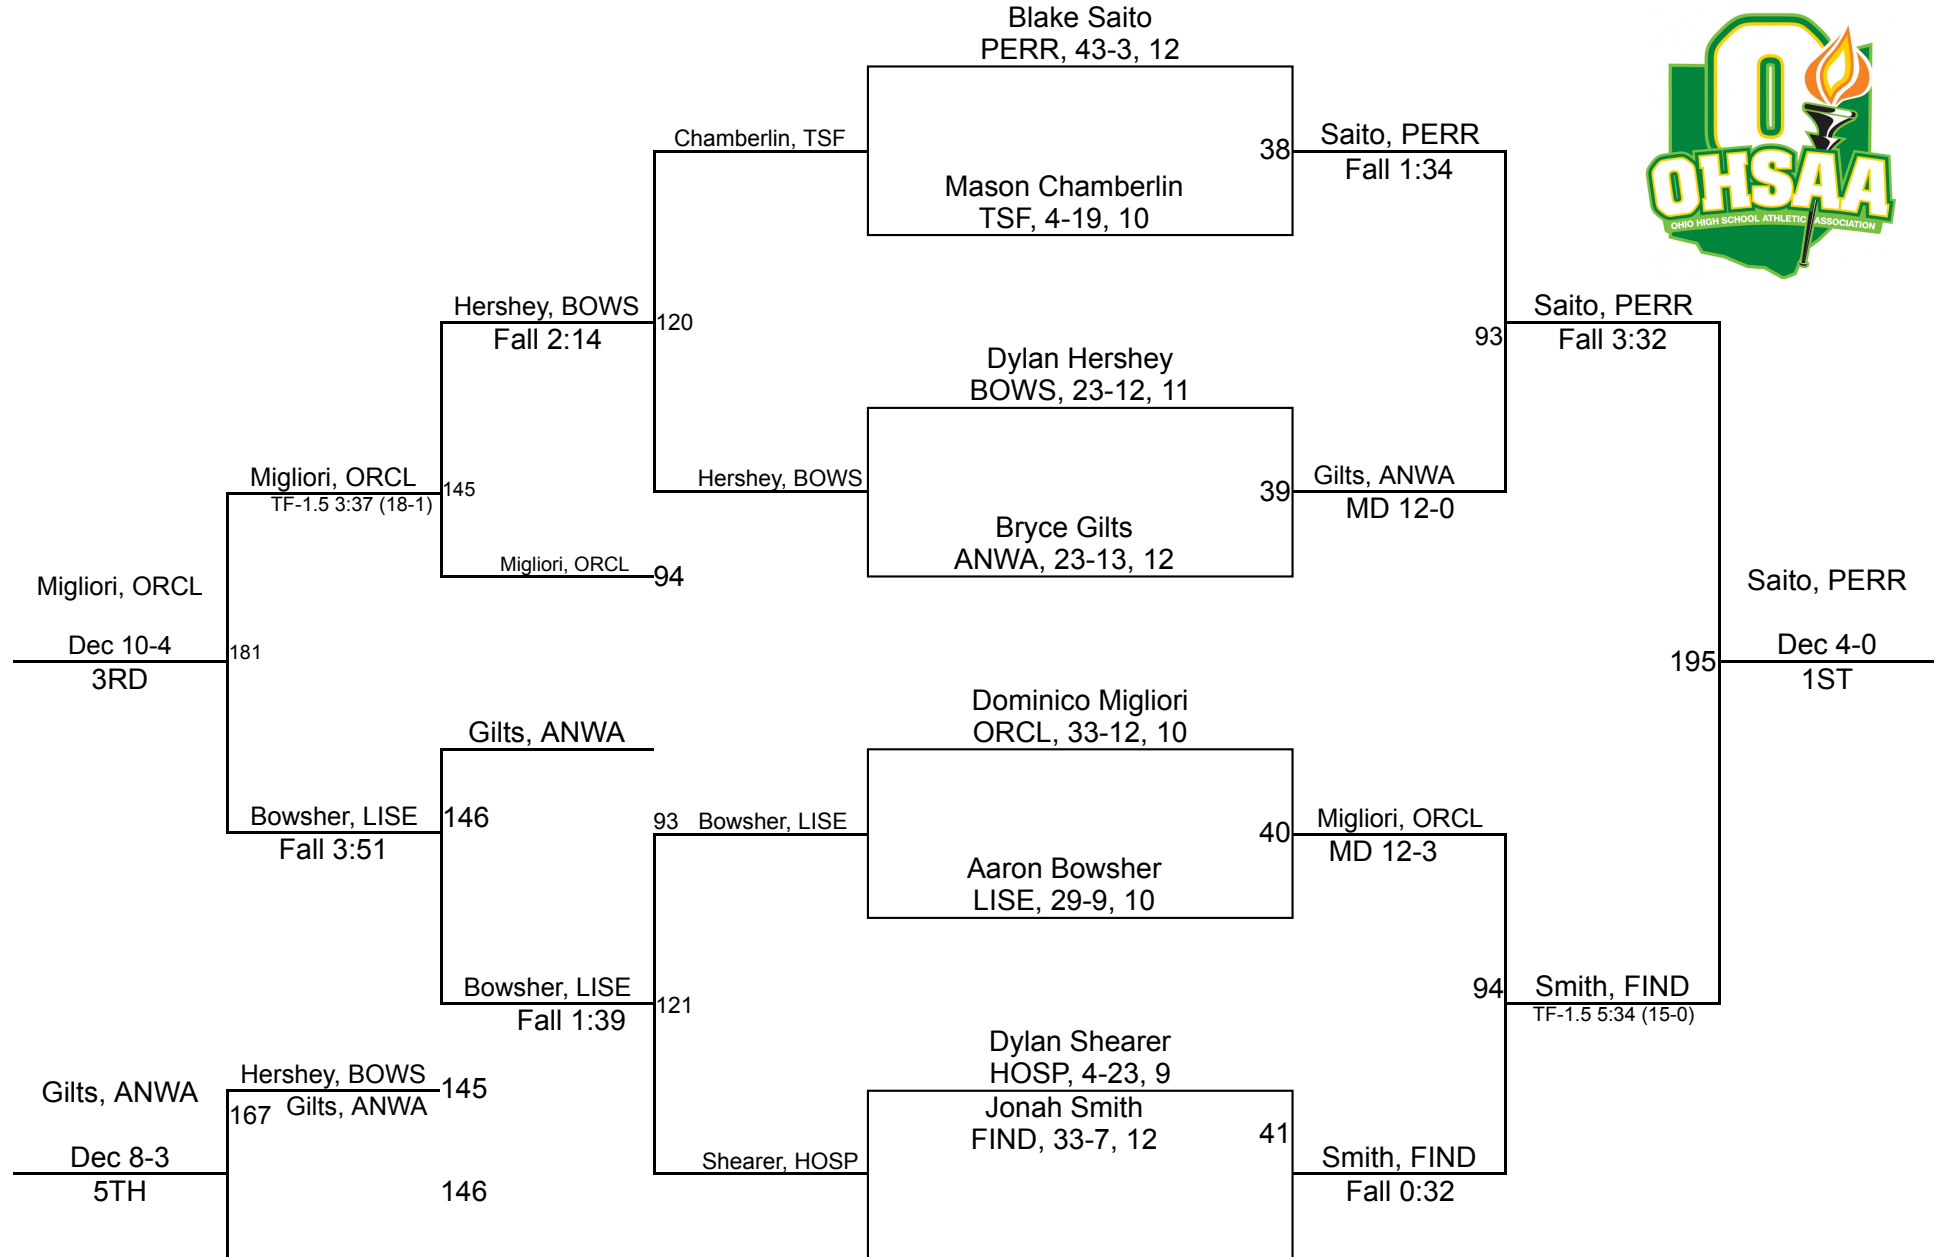 Blake Saito
PERR, 43-3, 12
Chamberlin, TSF
38
Saito, PERR
Fall 1:34
Mason Chamberlin
TSF, 4-19, 10
O
OHSAA
OHIO HIGH SCHOOL ATHLETIC ASSOCIATION
Hershey, BOWS
Fall 2:14
120
Saito, PERR
Fall 3:32
93
Dylan Hershey
BOWS, 23-12, 11
Migliori, ORCL
TF-1.5 3:37 (18-1)
145
Hershey, BOWS
39
Gilts, ANWA
MD 12-0
Bryce Gilts
ANWA, 23-13, 12
Migliori, ORCL
94
Migliori, ORCL
Dec 10-4
3RD
181
Saito, PERR
195
Dec 4-0
1ST
Dominico Migliori
ORCL, 33-12, 10
Gilts, ANWA
Bowsher, LISE
Fall 3:51
146
93
Bowsher, LISE
40
Migliori, ORCL
MD 12-3
Aaron Bowsher
LISE, 29-9, 10
Bowsher, LISE
Fall 1:39
121
94
Smith, FIND
TF-1.5 5:34 (15-0)
Dylan Shearer
HOSP, 4-23, 9
Jonah Smith
FIND, 33-7, 12
41
Hershey, BOWS
145
Gilts, ANWA
167
Gilts, ANWA
Dec 8-3
5TH
146
Shearer, HOSP
Smith, FIND
Fall 0:32